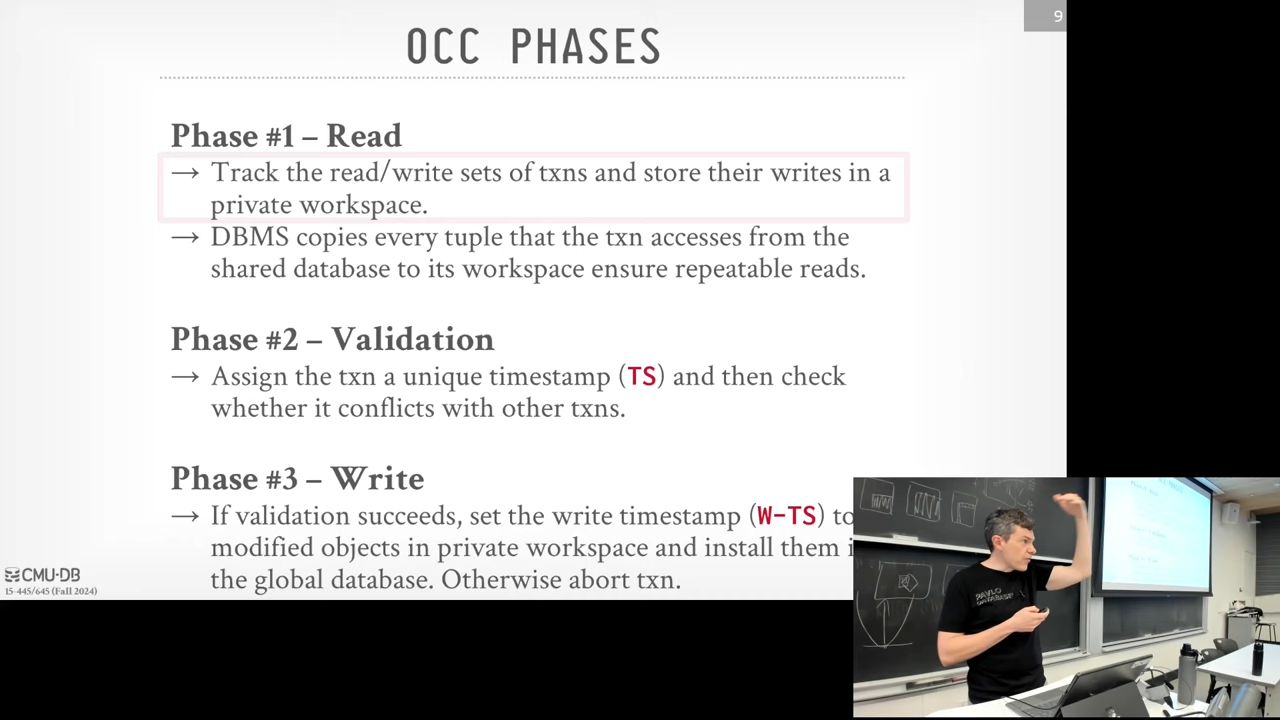 9
OCC PHASES
Phase #1 – Read
→ Track the read/write sets of txns and store their writes in a
private workspace.
→ DBMS copies every tuple that the txn accesses from the
shared database to its workspace ensure repeatable reads.
Phase #2 – Validation
→ Assign the txn a unique timestamp (TS) and then check
whether it conflicts with other txns.
Phase #3 – Write
→ If validation succeeds, set the write timestamp (W-TS) to
modified objects in private workspace and install them i
the global database. Otherwise abort txn.
CMU·DB
15-445/645 (Fall 2024)
PAVLO
DATABASE